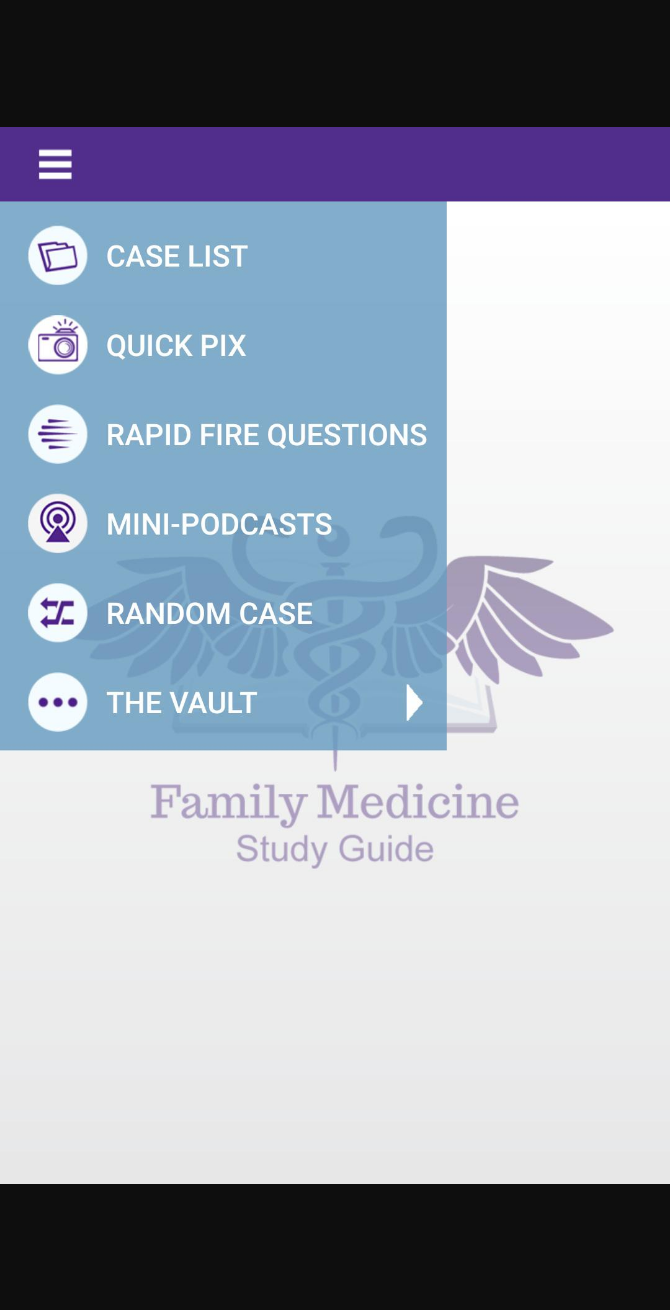 CASE LIST
QUICK PIX
RAPID FIRE QUESTIONS
MINI-PODCASTS
RANDOM CASE
THE VAULT
Family Medicine
Study Guide